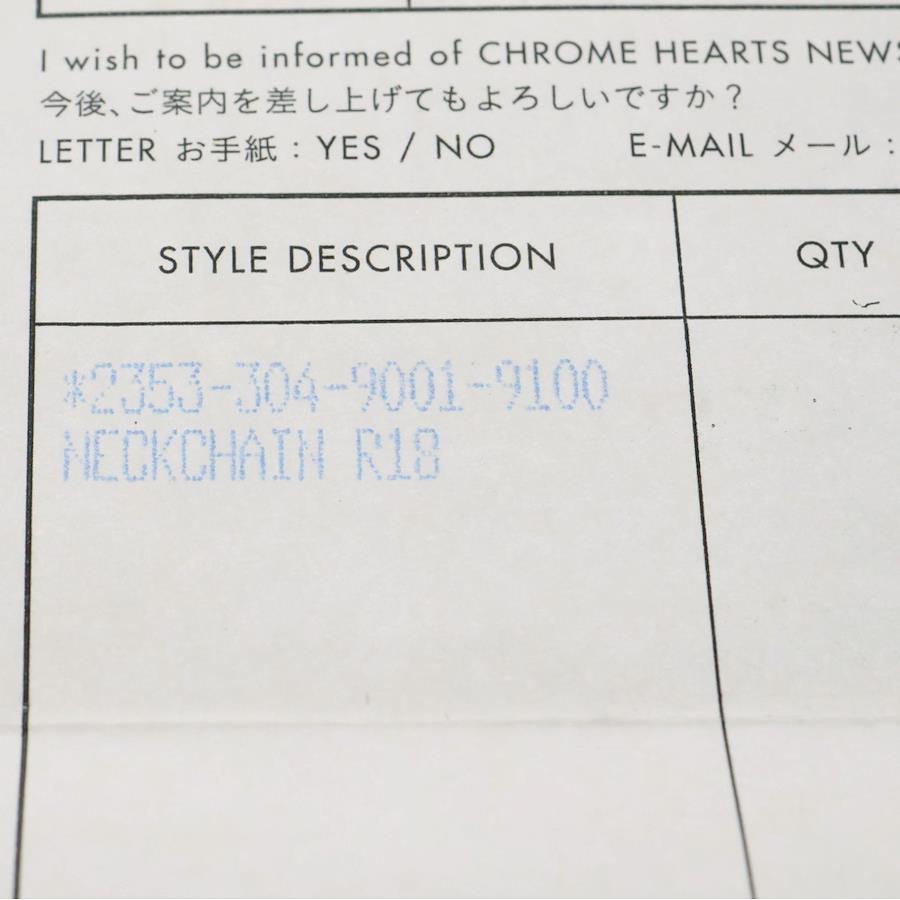 I wish to be informed of CHROME HEARTS NEWS
今後、ご案内を差し上げてもよろしいですか？
LETTER お手紙 : YES / NO E-MAIL メール :
STYLE DESCRIPTION QTY
*2353-304-9001-9100
NECKCHAIN R18